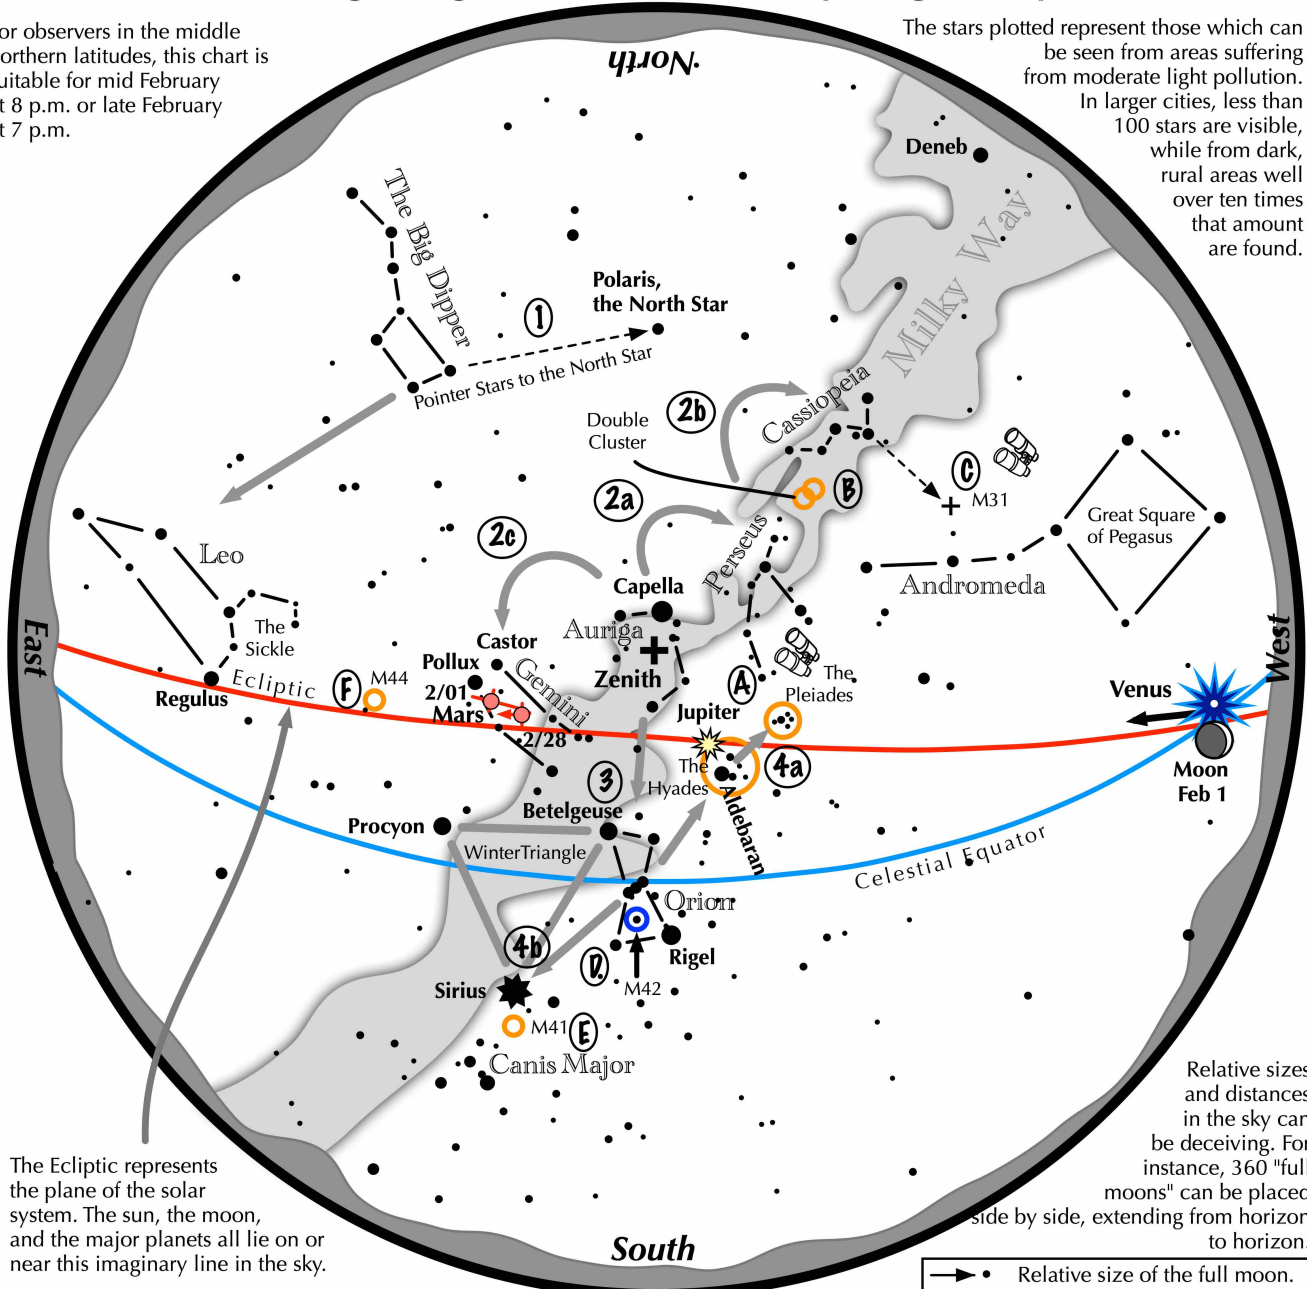 or observers in the middle
orthern latitudes, this chart is
uitable for mid February
t 8 p.m. or late February
t 7 p.m.
The stars plotted represent those which can
be seen from areas suffering
from moderate light pollution.
In larger cities, less than
100 stars are visible,
while from dark,
rural areas well
over ten times
that amount
are found.
North
Deneb
Milky Way
The Big Dipper
Polaris,
the North Star
1
Pointer Stars to the North Star
2b
Cassiopeia
Double
Cluster
B
C
M31
Great Square
of Pegasus
Andromeda
2a
2c
Perseus
Leo
The
Sickle
Capella
Auriga
Zenith
Castor
Pollux
Gemini
2/01
Mars
2/28
East
West
Regulus
Ecliptic
F
M44
A
The
Pleiades
Jupiter
The
Hyades
4a
Aldebaran
Venus
Moon
Feb 1
3
Betelgeuse
Procyon
WinterTriangle
Celestial Equator
Orion
4b
D
Rigel
M42
Sirius
M41
E
Canis Major
The Ecliptic represents
the plane of the solar
system. The sun, the moon,
and the major planets all lie on or
near this imaginary line in the sky.
South
Relative sizes
and distances
in the sky can
be deceiving. For
instance, 360 "full
moons" can be placed
side by side, extending from horizon
to horizon.
Relative size of the full moon.